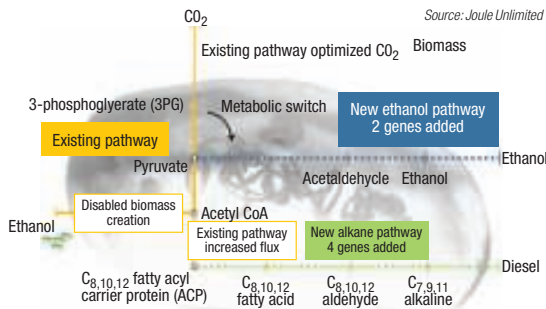 CO2
Source: Joule Unlimited
Existing pathway optimized CO2 Biomass
3-phosphoglyerate (3PG)
Metabolic switch
New ethanol pathway
2 genes added
Existing pathway
Pyruvate
Ethanol
Acetaldehycle Ethanol
Disabled biomass
creation
Ethanol
Acetyl CoA
Existing pathway
increased flux
New alkane pathway
4 genes added
Diesel
C8,10,12 fatty acyl
carrier protein (ACP)
C8,10,12
fatty acid
C8,10,12
aldehyde
C7,9,11
alkaline